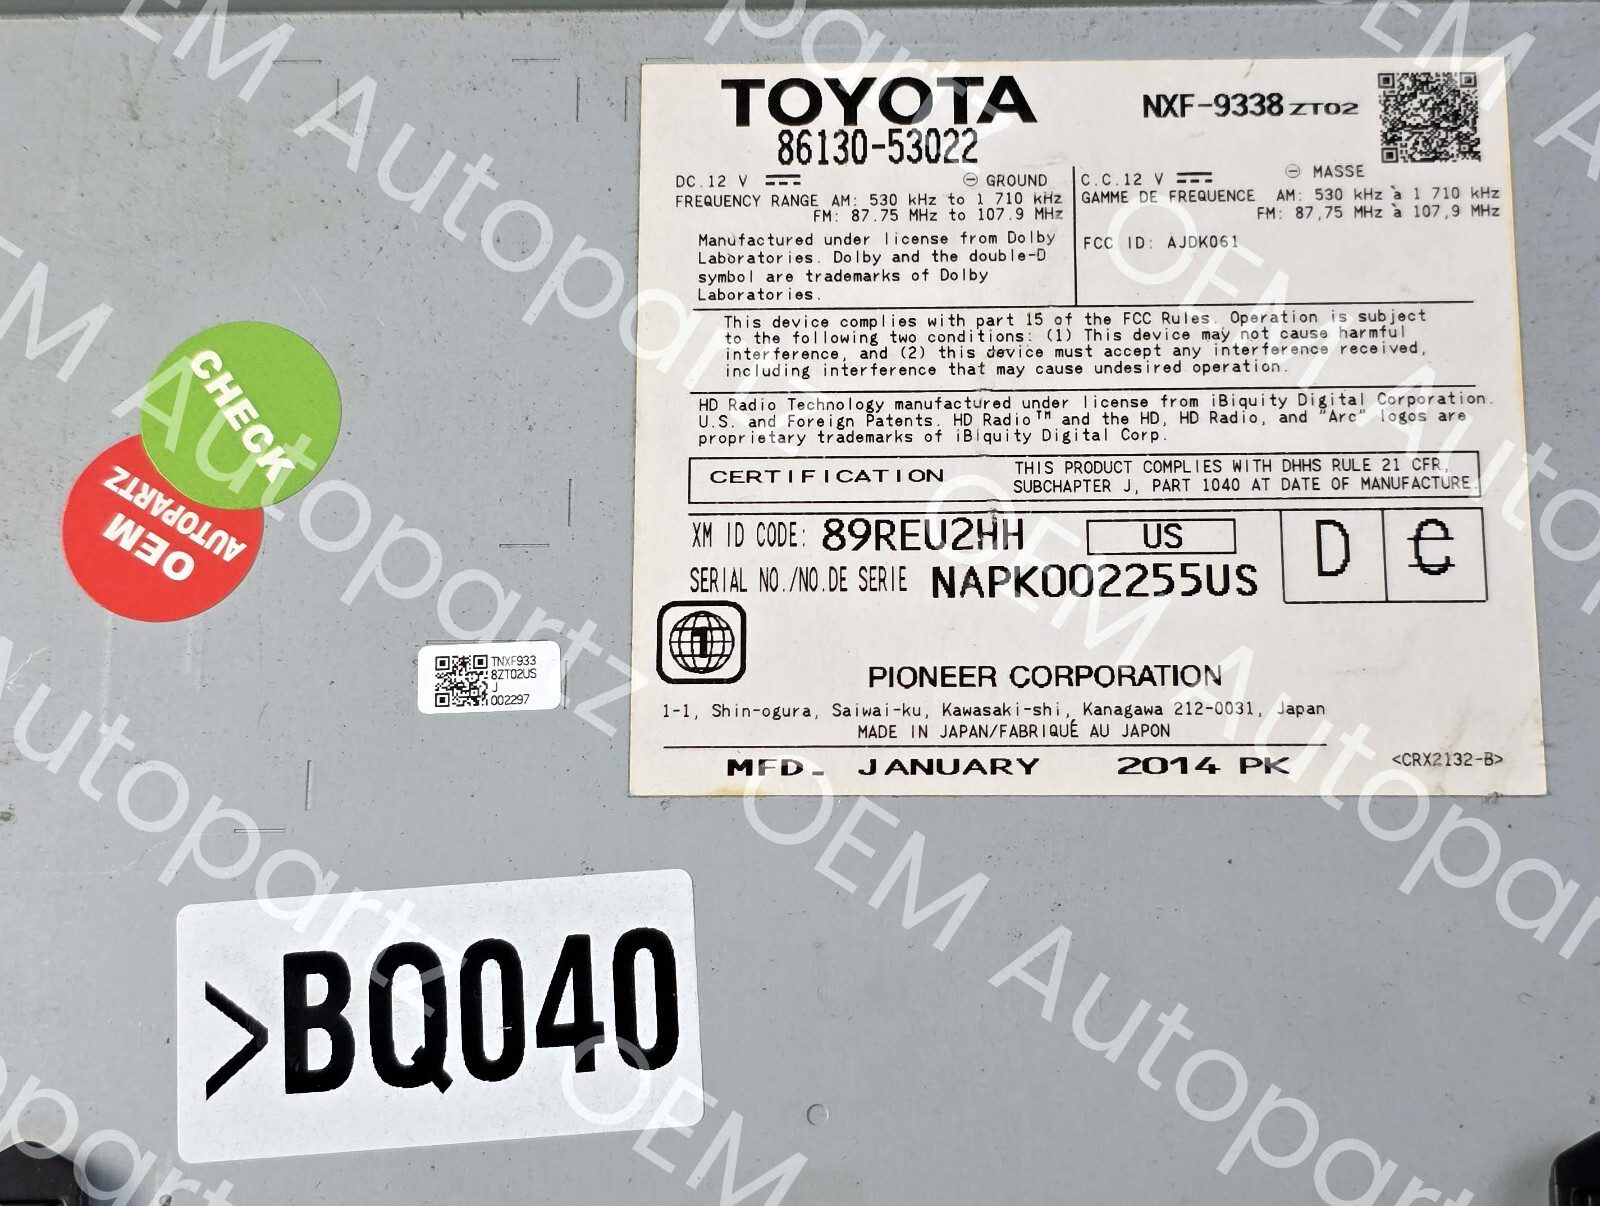 TOYOTA
86130-53022
NXF-9338 ZT02
DC.12 V
⊖ GROUND
FREQUENCY RANGE AM: 530 kHz to 1 710 kHz
FM: 87.75 MHz to 107.9 MHz
C.C.12 V
⊖ MASSE
GAMME DE FREQUENCE AM: 530 kHz à 1 710 kHz
FM: 87,75 MHz à 107,9 MHz
Manufactured under license from Dolby
Laboratories. Dolby and the double-D
symbol are trademarks of Dolby
Laboratories.
FCC ID: AJDK061
This device complies with part 15 of the FCC Rules. Operation is subject
to the following two conditions: (1) This device may not cause harmful
interference, and (2) this device must accept any interference received,
including interference that may cause undesired operation.
HD Radio Technology manufactured under license from iBiquity Digital Corporation.
U.S. and Foreign Patents. HD Radio™ and the HD, HD Radio, and "Arc" logos are
proprietary trademarks of iBiquity Digital Corp.
CERTIFICATION
THIS PRODUCT COMPLIES WITH DHHS RULE 21 CFR,
SUBCHAPTER J, PART 1040 AT DATE OF MANUFACTURE.
XM ID CODE: 89REU2HH
US
D
e
SERIAL NO./NO.DE SERIE NAPK002255US
1
PIONEER CORPORATION
1-1, Shin-ogura, Saiwai-ku, Kawasaki-shi, Kanagawa 212-0031, Japan
MADE IN JAPAN/FABRIQUÉ AU JAPON
MFD. JANUARY 2014 PK
<CRX2132-B>
CHECK
OEM
AUTOPARTZ
TNXF933
8ZT02US
J
002297
>BQ040
OEM Autopartz
OEM Autopartz
OEM Autopartz
OEM Autopartz
OEM Autopartz